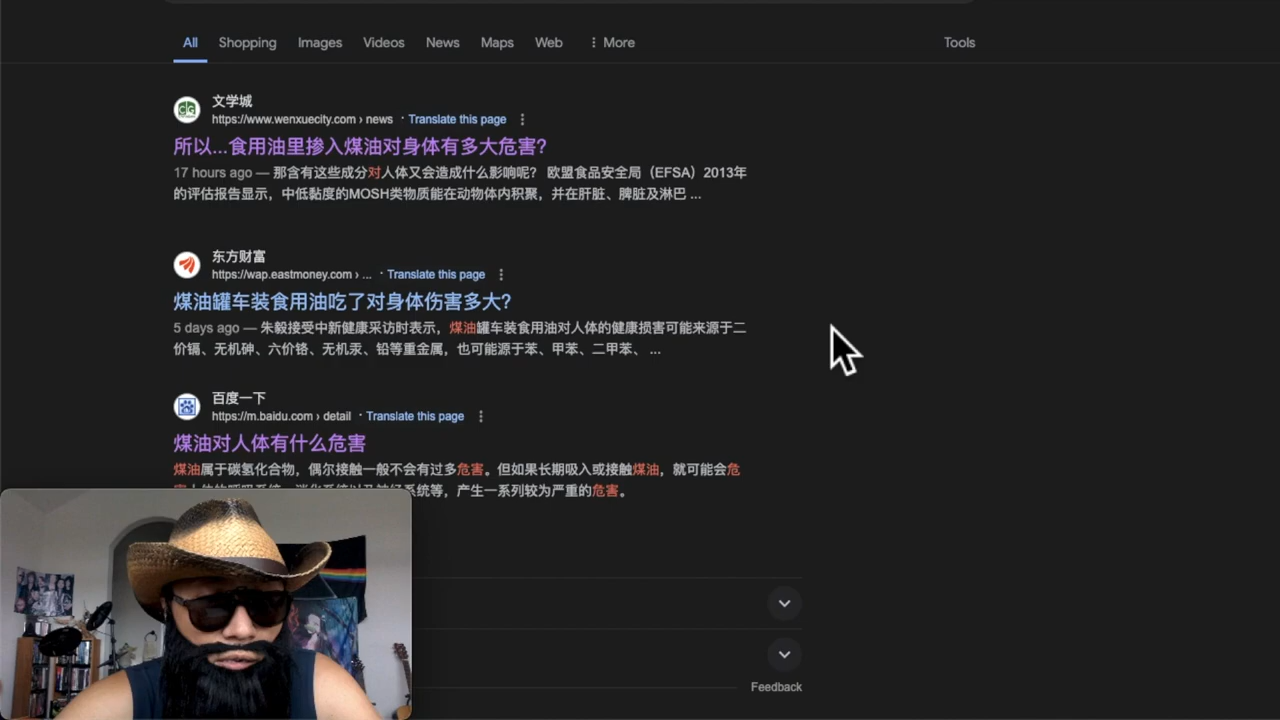 All Shopping Images Videos News Maps Web More Tools
文学城
https://www.wenxuecity.com › news · Translate this page
所以...食用油里掺入煤油对身体有多大危害?
17 hours ago — 那含有这些成分对人体又会造成什么影响呢? 欧盟食品安全局（EFSA）2013年
的评估报告显示，中低黏度的MOSH类物质能在动物体内积聚，并在肝脏、脾脏及淋巴 ...
东方财富
https://wap.eastmoney.com › ... · Translate this page
煤油罐车装食用油吃了对身体伤害多大?
5 days ago — 朱毅接受中新健康采访时表示，煤油罐车装食用油对人体的健康损害可能来源于二
价镉、无机砷、六价铬、无机汞、铅等重金属，也可能源于苯、甲苯、二甲苯、 ...
百度一下
https://m.baidu.com › detail · Translate this page
煤油对人体有什么危害
煤油属于碳氢化合物，偶尔接触一般不会有过多危害。但如果长期吸入或接触煤油，就可能会危
系统等，产生一系列较为严重的危害。
Feedback